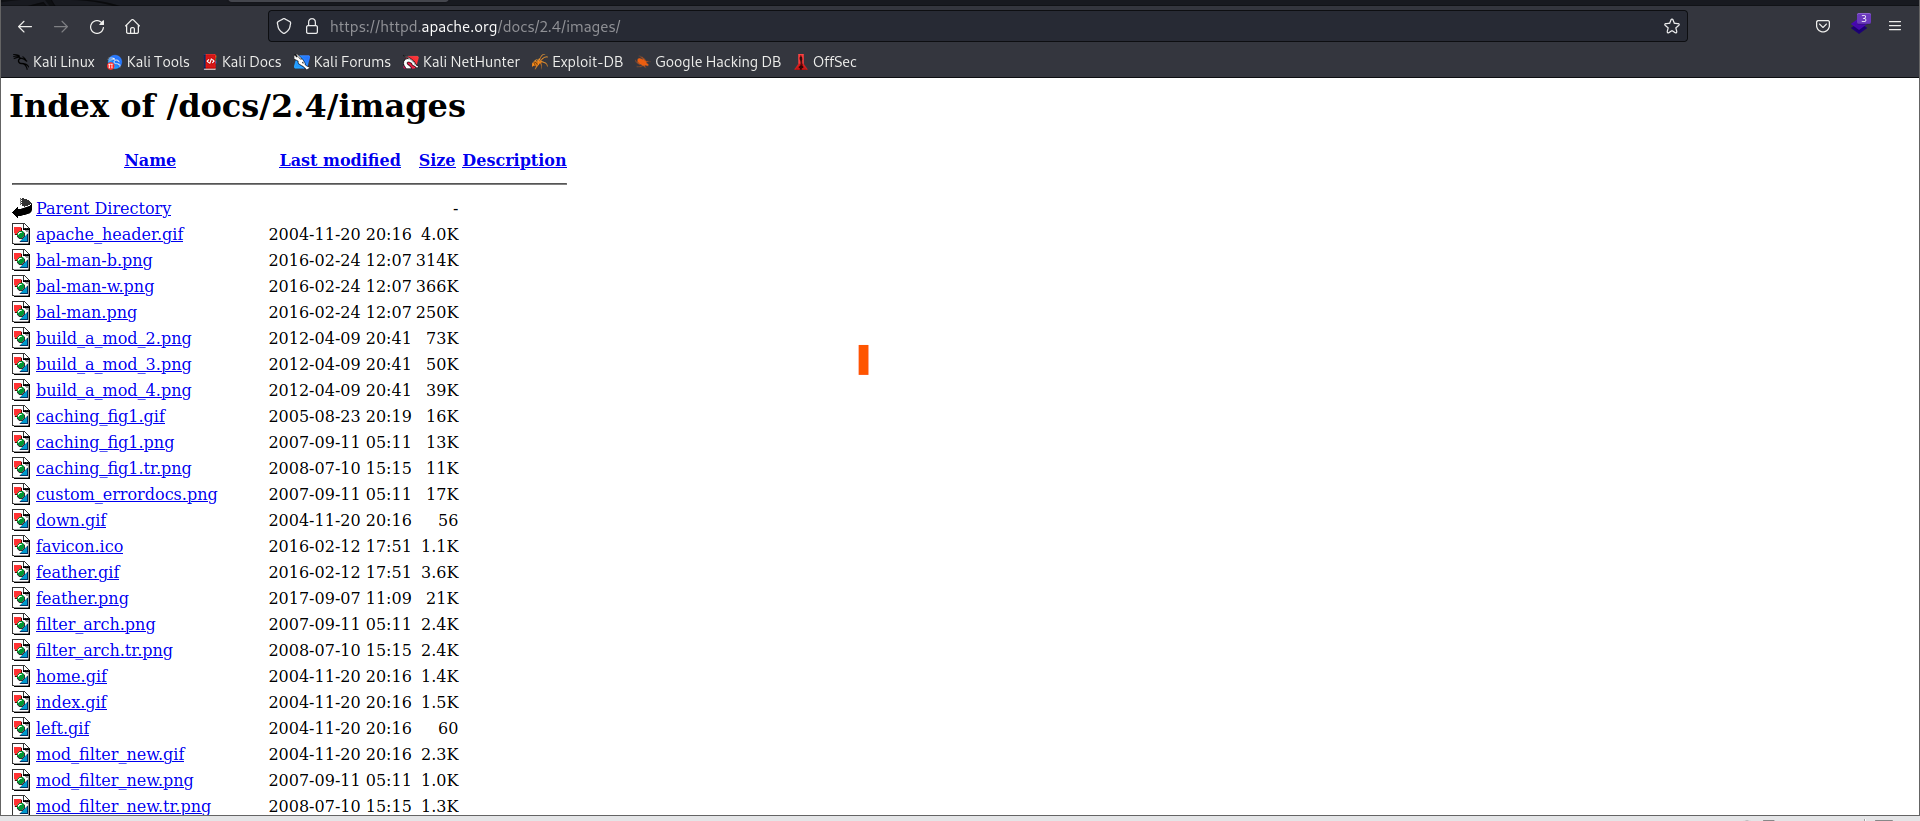 https://httpd.apache.org/docs/2.4/images/
3
Kali Linux Kali Tools Kali Docs Kali Forums Kali NetHunter Exploit-DB Google Hacking DB OffSec
Index of /docs/2.4/images
Name Last modified Size Description
Parent Directory -
apache_header.gif 2004-11-20 20:16 4.0K
bal-man-b.png 2016-02-24 12:07 314K
bal-man-w.png 2016-02-24 12:07 366K
bal-man.png 2016-02-24 12:07 250K
build_a_mod_2.png 2012-04-09 20:41 73K
build_a_mod_3.png 2012-04-09 20:41 50K
build_a_mod_4.png 2012-04-09 20:41 39K
caching_fig1.gif 2005-08-23 20:19 16K
caching_fig1.png 2007-09-11 05:11 13K
caching_fig1.tr.png 2008-07-10 15:15 11K
custom_errordocs.png 2007-09-11 05:11 17K
down.gif 2004-11-20 20:16 56
favicon.ico 2016-02-12 17:51 1.1K
feather.gif 2016-02-12 17:51 3.6K
feather.png 2017-09-07 11:09 21K
filter_arch.png 2007-09-11 05:11 2.4K
filter_arch.tr.png 2008-07-10 15:15 2.4K
home.gif 2004-11-20 20:16 1.4K
index.gif 2004-11-20 20:16 1.5K
left.gif 2004-11-20 20:16 60
mod_filter_new.gif 2004-11-20 20:16 2.3K
mod_filter_new.png 2007-09-11 05:11 1.0K
mod_filter_new.tr.png 2008-07-10 15:15 1.3K